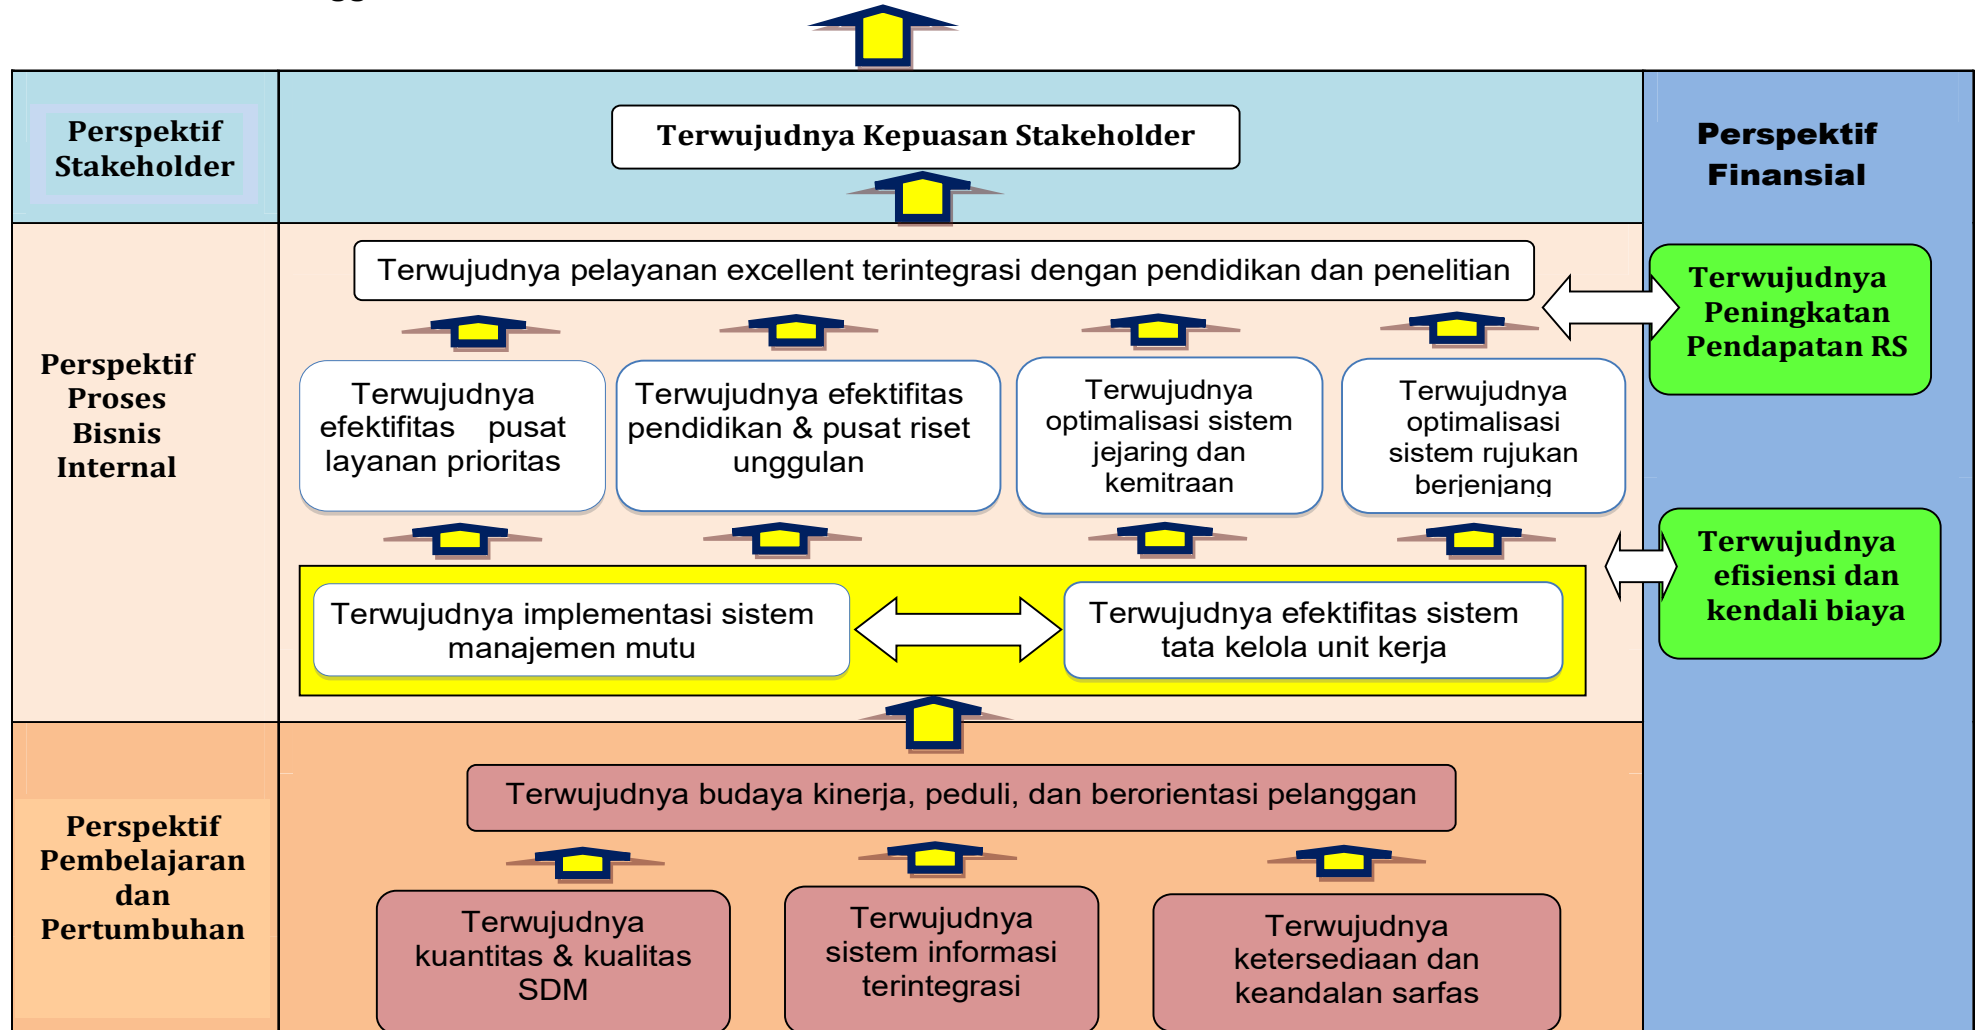 Perspektif
Stakeholder
Terwujudnya Kepuasan Stakeholder
Perspektif
Finansial
Perspektif
Proses
Bisnis
Internal
Terwujudnya pelayanan excellent terintegrasi dengan pendidikan dan penelitian
Terwujudnya
Peningkatan
Pendapatan RS
Terwujudnya
efektifitas pusat
layanan prioritas
Terwujudnya efektifitas
pendidikan & pusat riset
unggulan
Terwujudnya
optimalisasi sistem
jejaring dan
kemitraan
Terwujudnya
optimalisasi
sistem rujukan
berjenjang
Terwujudnya
efisiensi dan
kendali biaya
Terwujudnya implementasi sistem
manajemen mutu
Terwujudnya efektifitas sistem
tata kelola unit kerja
Perspektif
Pembelajaran
dan
Pertumbuhan
Terwujudnya budaya kinerja, peduli, dan berorientasi pelanggan
Terwujudnya
kuantitas & kualitas
SDM
Terwujudnya
sistem informasi
terintegrasi
Terwujudnya
ketersediaan dan
keandalan sarfas